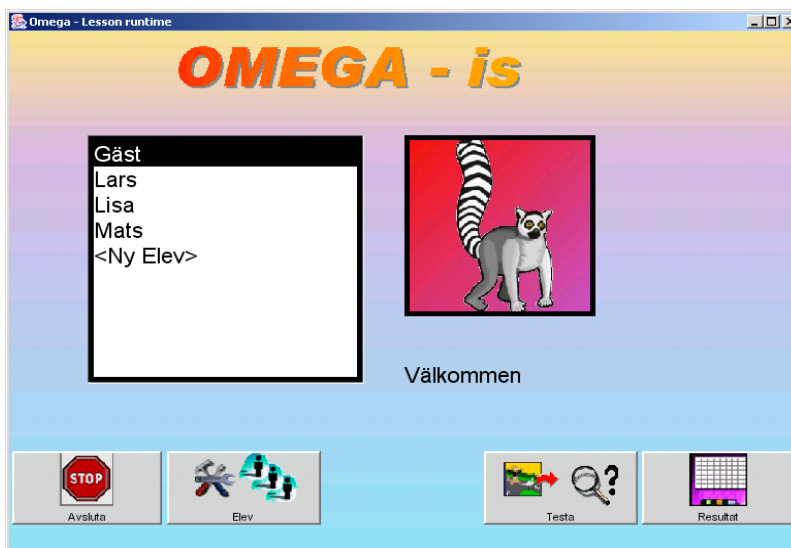 Omega - Lesson runtime
OMEGA - is
Gäst
Lars
Lisa
Mats
<Ny Elev>
Välkommen
STOP
Avsluta
Elev
?
Testa
Resultat